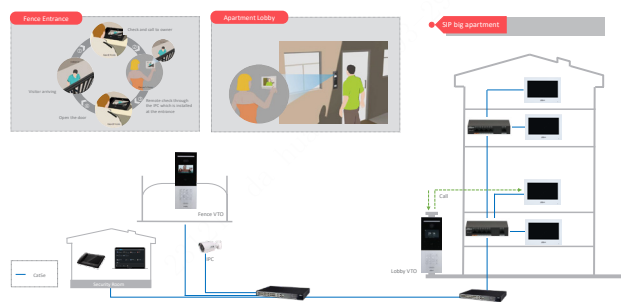 Fence Entrance
Check and call to owner
Visitor arriving
Remote check through
the IPC which is installed
at the entrance
Open the door
Apartment Lobby
SIP big apartment
Call
Fence VTO
Lobby VTO
IPC
Security Room
Cat5e